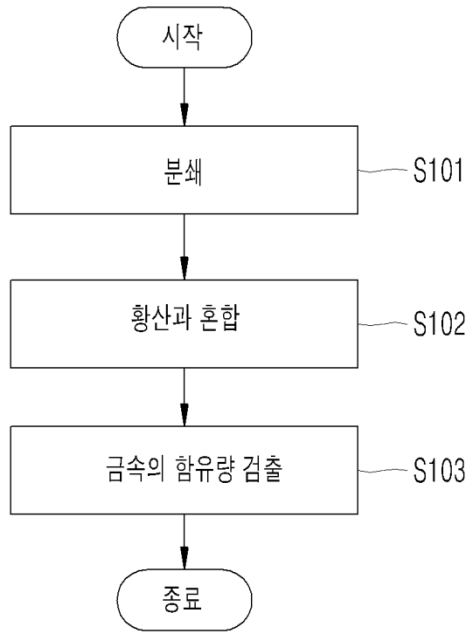 시작
분쇄
S101
황산과 혼합
S102
금속의 함유량 검출
S103
종료